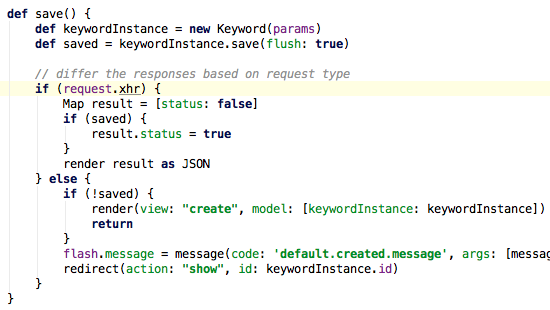 def save() {
    def keywordInstance = new Keyword(params)
    def saved = keywordInstance.save(flush: true)
    // differ the responses based on request type
    if (request.xhr) {
        Map result = [status: false]
        if (saved) {
            result.status = true
        }
        render result as JSON
    } else {
        if (!saved) {
            render(view: "create", model: [keywordInstance: keywordInstance])
            return
        }
        flash.message = message(code: 'default.created.message', args: [messag
        redirect(action: "show", id: keywordInstance.id)
    }
}